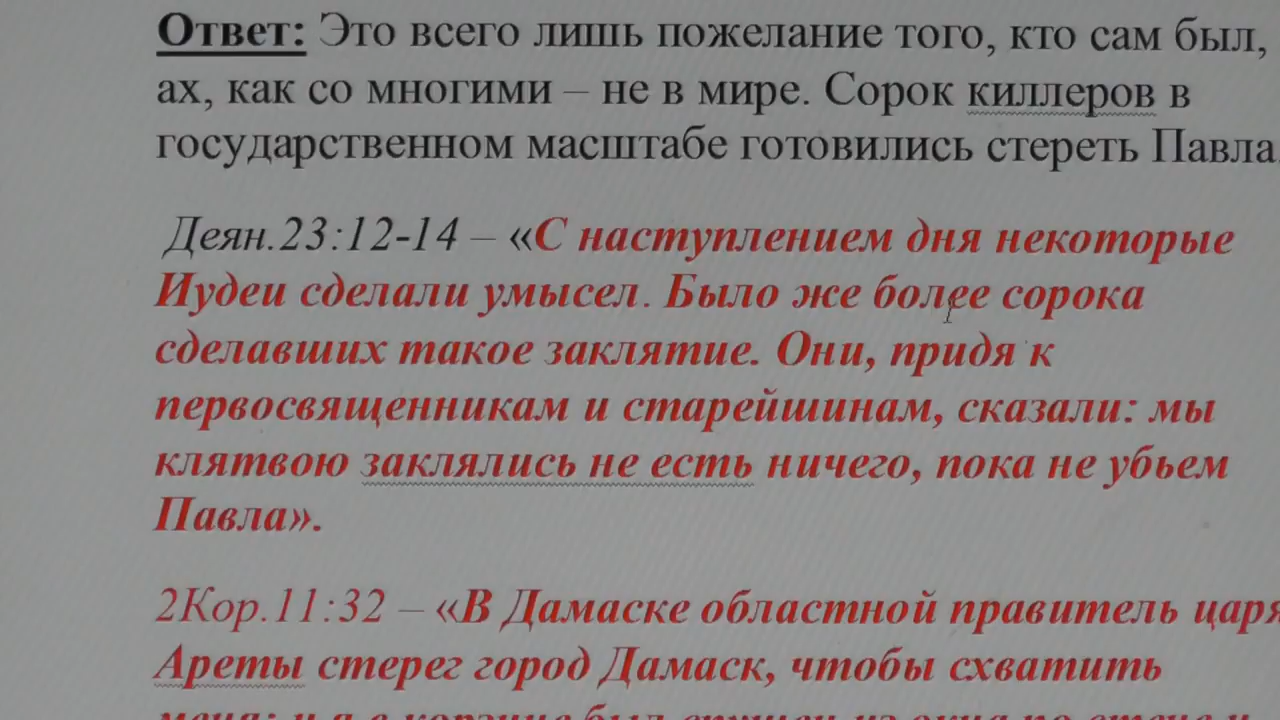 Ответ: Это всего лишь пожелание того, кто сам был,
ах, как со многими – не в мире. Сорок киллеров в
государственном масштабе готовились стереть Павла
Деян.23:12-14 – «С наступлением дня некоторые
Иудеи сделали умысел. Было же более сорока
сделавших такое заклятие. Они, придя к
первосвященникам и старейшинам, сказали: мы
клятвою заклялись не есть ничего, пока не убьем
Павла».
2Кор.11:32 – «В Дамаске областной правитель царя
Ареты стерег город Дамаск, чтобы схватить